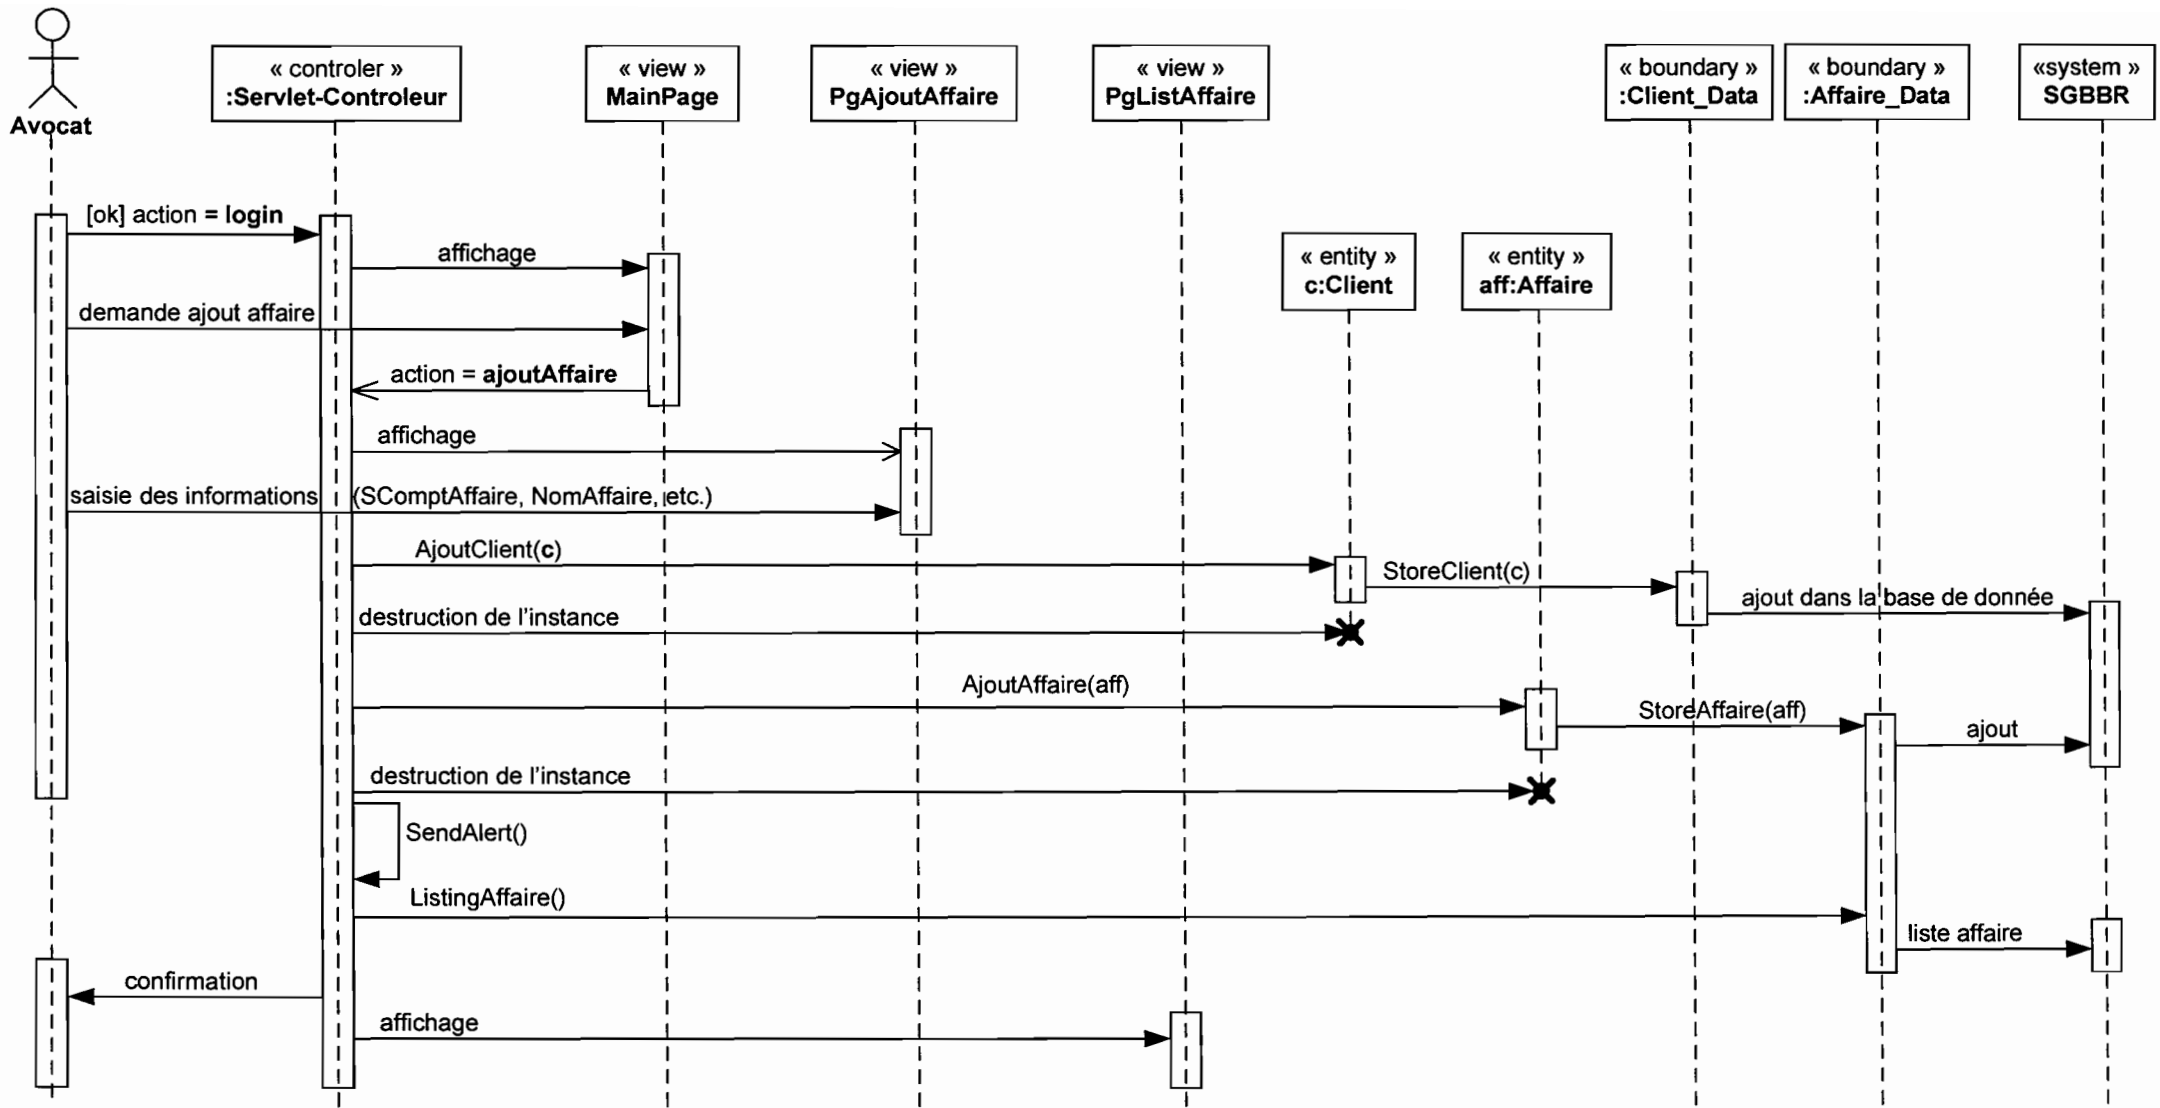 « controler »
:Servlet-Controleur
« view »
MainPage
« view »
PgAjoutAffaire
« view »
PgListAffaire
« boundary »
:Client_Data
« boundary »
:Affaire_Data
«system »
SGBBR
Avocat
[ok] action = login
affichage
« entity »
c:Client
« entity »
aff:Affaire
demande ajout affaire
action = ajoutAffaire
affichage
saisie des informations (SComptAffaire, NomAffaire, etc.)
AjoutClient(c)
StoreClient(c)
ajout dans la base de donnée
destruction de l'instance
AjoutAffaire(aff)
StoreAffaire(aff)
ajout
destruction de l'instance
SendAlert()
ListingAffaire()
liste affaire
confirmation
affichage